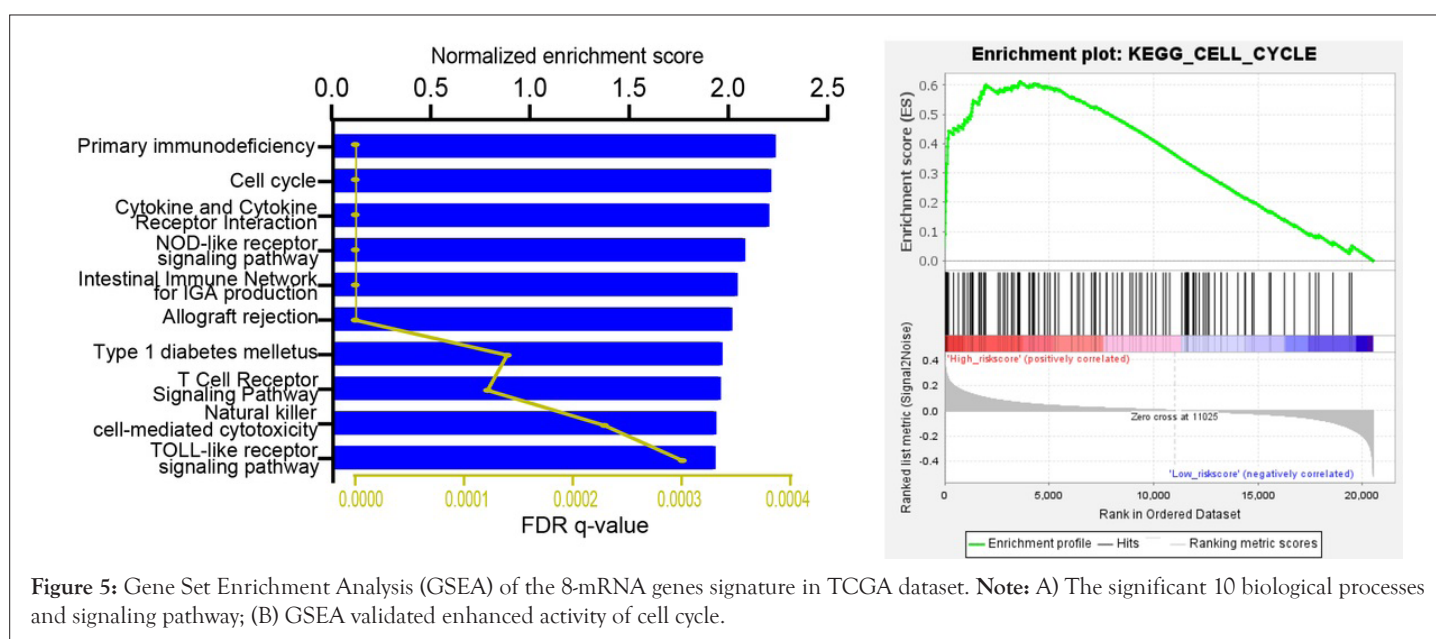 Normalized enrichment score
0.0 0.5 1.0 1.5 2.0 2.5
Primary immunodeficiency
Cell cycle
Cytokine and Cytokine
Receptor Interaction
NOD-like receptor
signaling pathway
Intestinal Immune Network
for IGA production
Allograft rejection
Type 1 diabetes melletus
T Cell Receptor
Signaling Pathway
Natural killer
cell-mediated cytotoxicity
TOLL-like receptor
signaling pathway
0.0000 0.0001 0.0002 0.0003 0.0004
FDR q-value
Enrichment plot: KEGG_CELL_CYCLE
Enrichment score (ES)
0.6
0.5
0.4
0.3
0.2
0.1
0.0
'High_riskscore' (positively correlated)
Ranked list metric (Signal2Noise)
0.4
0.2
0.0
-0.2
-0.4
Zero cross at 11025
'Low_riskscore' (negatively correlated)
0 5,000 10,000 15,000 20,000
Rank in Ordered Dataset
Enrichment profile Hits Ranking metric scores
Figure 5: Gene Set Enrichment Analysis (GSEA) of the 8-mRNA genes signature in TCGA dataset. Note: A) The significant 10 biological processes
and signaling pathway; (B) GSEA validated enhanced activity of cell cycle.